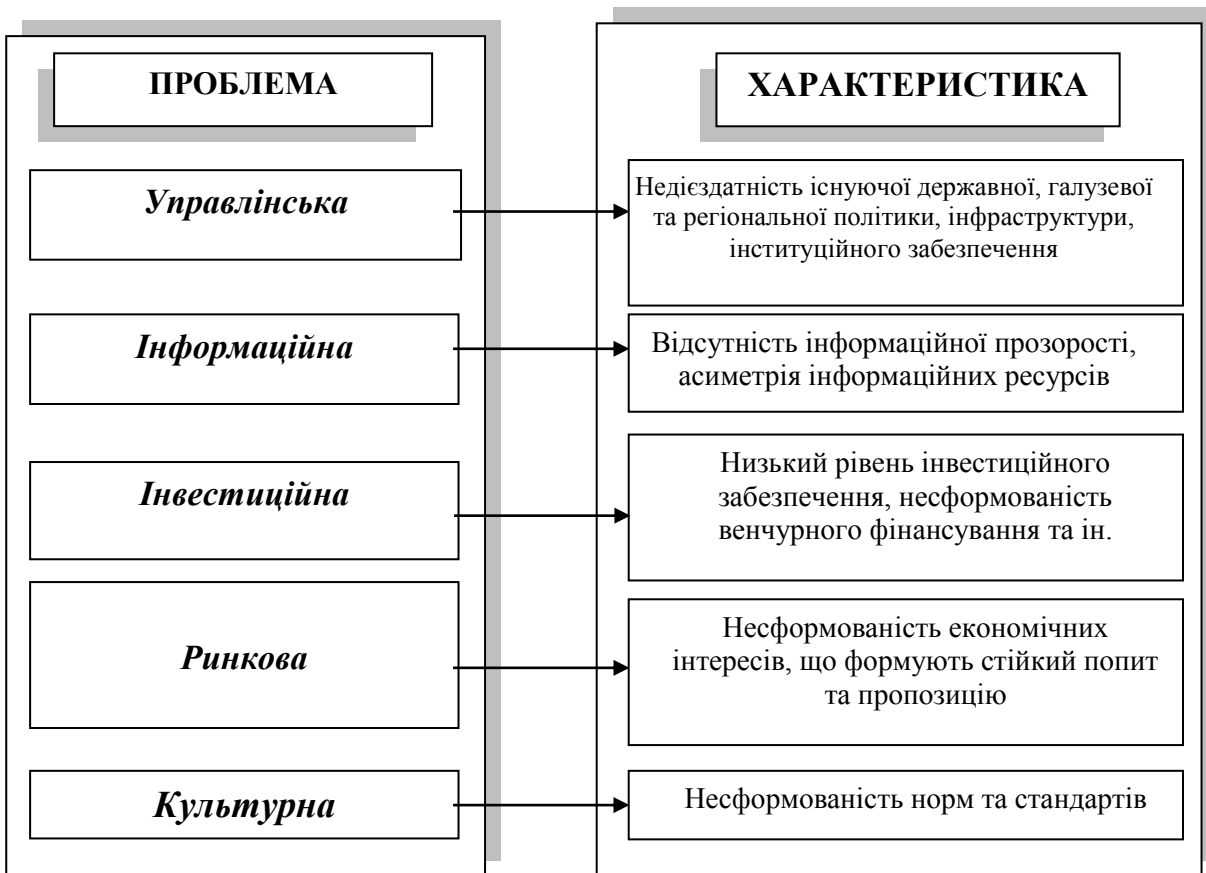 ПРОБЛЕМА
ХАРАКТЕРИСТИКА
Управлінська
Недієздатність існуючої державної, галузевої
та регіональної політики, інфраструктури,
інституційного забезпечення
Інформаційна
Відсутність інформаційної прозорості,
асиметрія інформаційних ресурсів
Інвестиційна
Низький рівень інвестиційного
забезпечення, несформованість
венчурного фінансування та ін.
Ринкова
Несформованість економічних
інтересів, що формують стійкий попит
та пропозицію
Культурна
Несформованість норм та стандартів